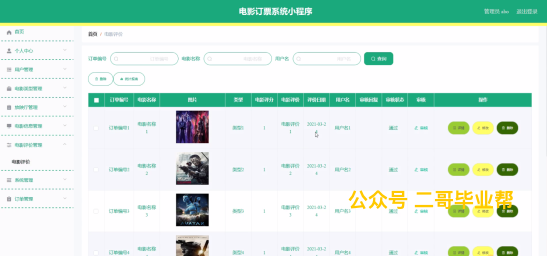 电影订票系统小程序
管理员 abo 退出登录
首页
个人中心
用户管理
电影类型管理
放映厅管理
电影信息管理
电影评价管理
电影评价
系统管理
订单管理
首页 / 电影评价
订单编号 订单编号 电影名称 电影名称 用户名 用户名 查询
删除
订单编号 电影名称 图片 类型 电影评分 电影评价 评价日期 用户名 审核回复 审核状态 审核 操作
订单编号1 电影名称1 类型1 1 电影评价1 2021-03-24 用户名1 通过 审核 详情 修改 删除
订单编号2 电影名称2 类型2 电影评价2 2021-03-24 用户名2 通过 审核 详情 修改 删除
订单编号3 电影名称3 类型3 电影评价3 2021-03-24 用户名3 通过 审核 详情 修改 删除
订单编号4 电影名称4 类型4 电影评价 2021-03-2 用户名4 通过 审核 详情 修改 删除
公众号 二哥毕业帮